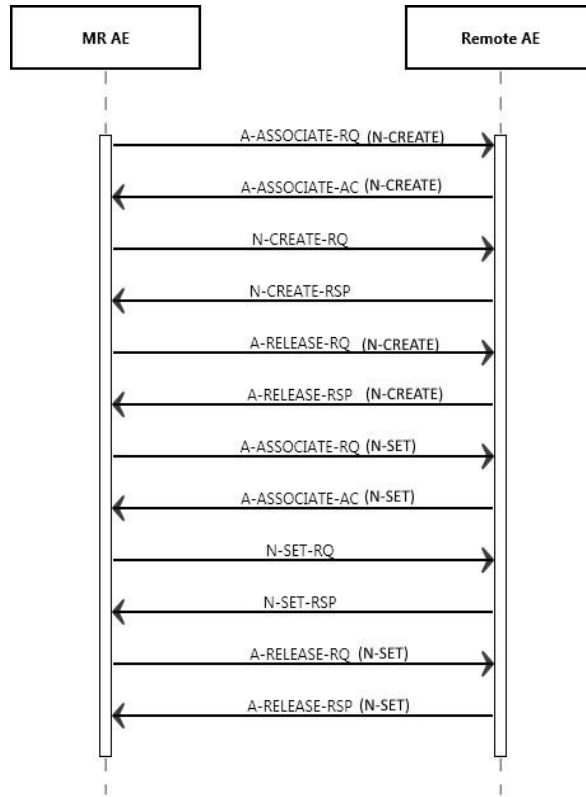 MR AE
Remote AE
A-ASSOCIATE-RQ (N-CREATE)
A-ASSOCIATE-AC (N-CREATE)
N-CREATE-RQ
N-CREATE-RSP
A-RELEASE-RQ (N-CREATE)
A-RELEASE-RSP (N-CREATE)
A-ASSOCIATE-RQ (N-SET)
A-ASSOCIATE-AC (N-SET)
N-SET-RQ
N-SET-RSP
A-RELEASE-RQ (N-SET)
A-RELEASE-RSP (N-SET)